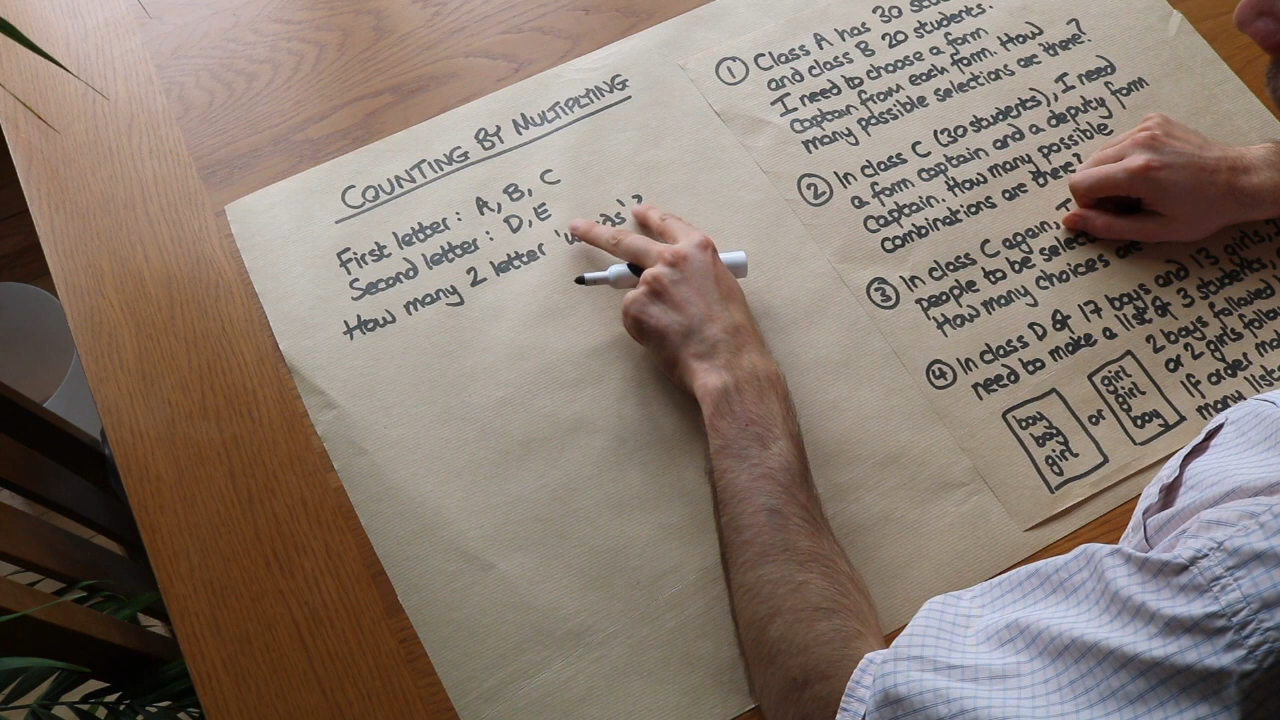 COUNTING BY MULTIPLYING
First letter: A, B, C
Second letter: D, E
How many 2 letter 'words'?
① Class A has 30
and class B 20 students.
I need to choose a form
captain from each form. How
many possible selections are there?
② In class C (30 students), I need
a form captain and a deputy form
captain. How many possible
combinations are there?
③ In class C again,
people to be
How many choices are
④ In class D of 17 boys and 13 girls,
need to make a list of 3 students,
2 boys followed
or 2 girls
If order
many lists
boy
boy
girl
or
girl
girl
boy